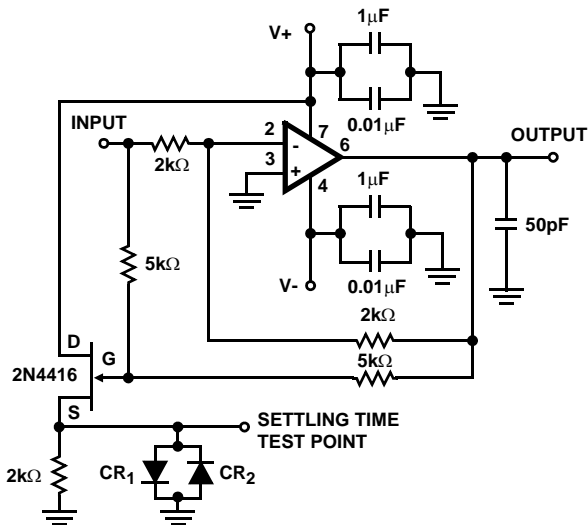 1μF
V+
0.01μF
INPUT
2
7
6
OUTPUT
-
3
+
4
2kΩ
1μF
50pF
5kΩ
0.01μF
V-
2kΩ
5kΩ
D
G
2N4416
S
SETTLING TIME
TEST POINT
2kΩ
CR1
CR2